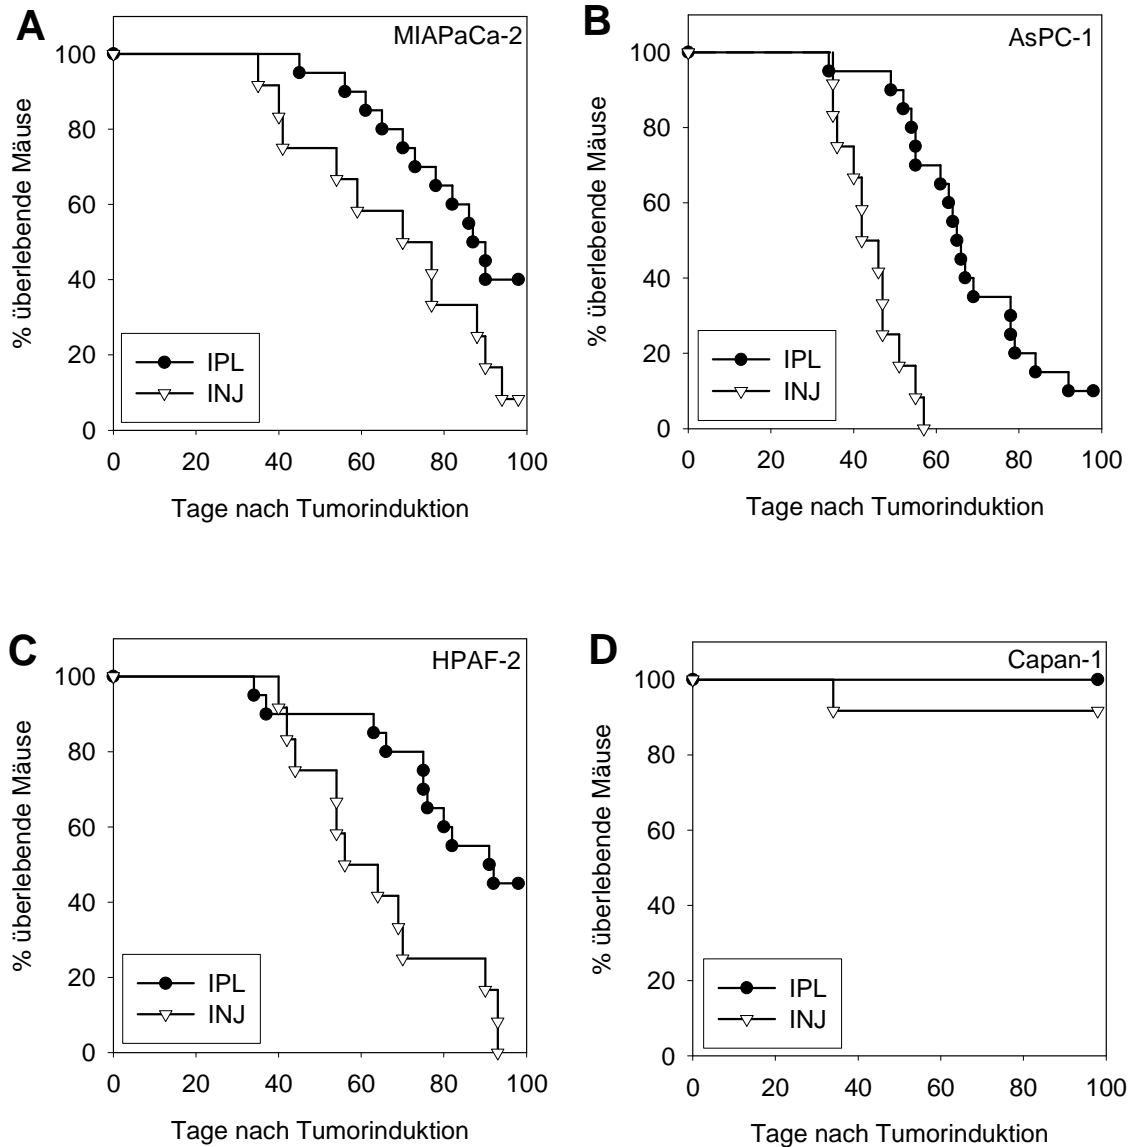 A
MIAPaCa-2
% überlebende Mäuse
100
80
60
40
20
0
IPL
INJ
0 20 40 60 80 100
Tage nach Tumorinduktion
B
AsPC-1
% überlebende Mäuse
100
80
60
40
20
0
IPL
INJ
0 20 40 60 80 100
Tage nach Tumorinduktion
C
HPAF-2
% überlebende Mäuse
100
80
60
40
20
0
IPL
INJ
0 20 40 60 80 100
Tage nach Tumorinduktion
D
Capan-1
% überlebende Mäuse
100
80
60
40
20
0
IPL
INJ
0 20 40 60 80 100
Tage nach Tumorinduktion